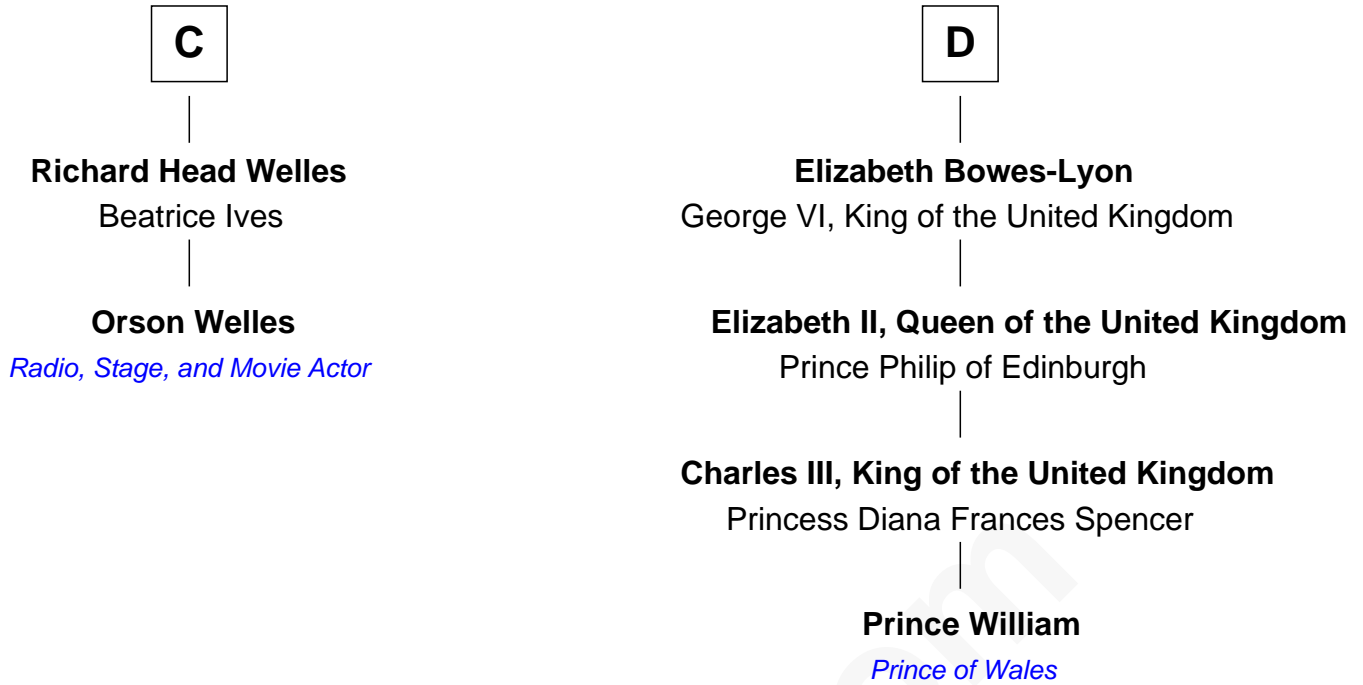 C
Richard Head Welles
Beatrice Ives
Orson Welles
Radio, Stage, and Movie Actor
D
Elizabeth Bowes-Lyon
George VI, King of the United Kingdom
Elizabeth II, Queen of the United Kingdom
Prince Philip of Edinburgh
Charles III, King of the United Kingdom
Princess Diana Frances Spencer
Prince William
Prince of Wales